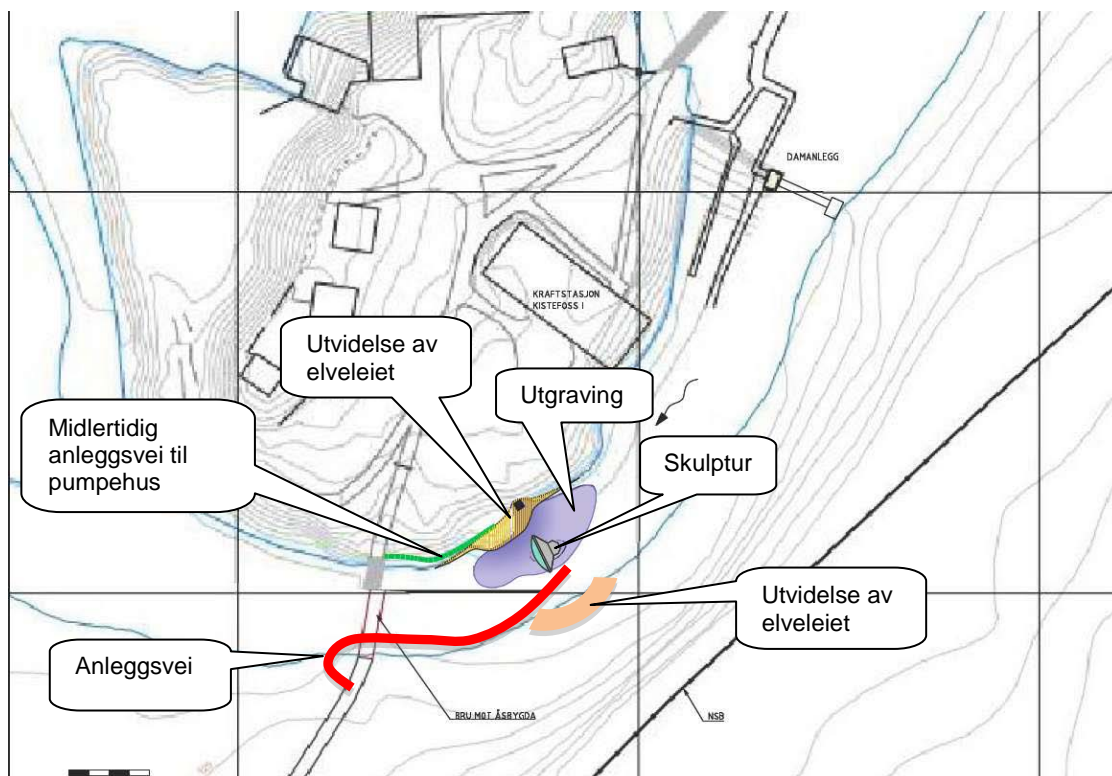 DAMANLEGG
KRAFTSTASJON
KISTEFOSS I
Utvidelse av
elveleiet
Utgraving
Midlertidig
anleggsvei til
pumpehus
Skulptur
Utvidelse av
elveleiet
Anleggsvei
BRU MOT ÅSBYGDA
NSB